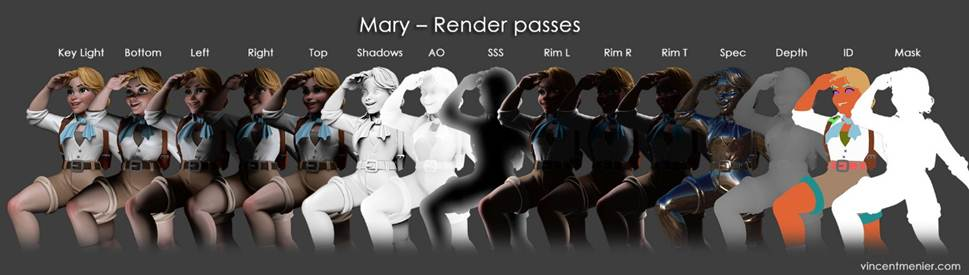 Mary – Render passes
Key Light Bottom Left Right Top Shadows AO SSS Rim L Rim R Rim T Spec Depth ID Mask
vincentmenier.com